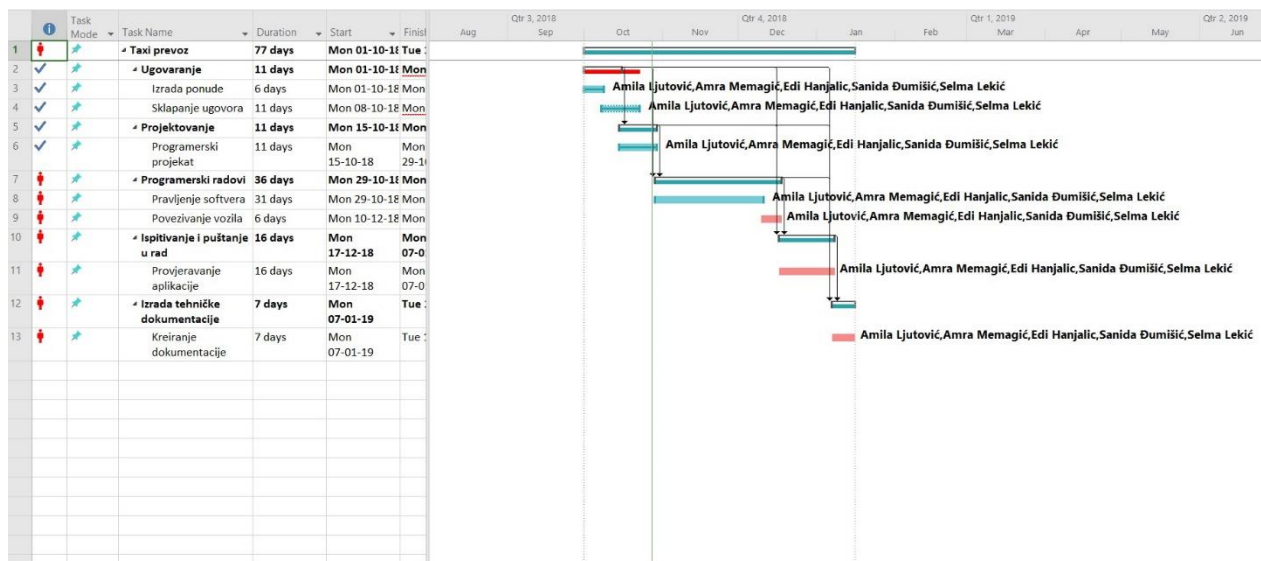 Qtr 3, 2018 Qtr 4, 2018 Qtr 1, 2019 Qtr 2, 2019
Task Mode Task Name Duration Start Finish Aug Sep Oct Nov Dec Jan Feb Mar Apr May Jun
1 Taxi prevoz 77 days Mon 01-10-18 Tue
2 Ugovaranje 11 days Mon 01-10-18 Mon
3 Izrada ponude 6 days Mon 01-10-18 Mon Amila Ljutović,Amra Memagić,Edi Hanjalic,Sanida Đumišić,Selma Lekić
4 Sklapanje ugovora 11 days Mon 08-10-18 Mon Amila Ljutović,Amra Memagić,Edi Hanjalic,Sanida Đumišić,Selma Lekić
5 Projektovanje 11 days Mon 15-10-18 Mon
6 Programerski 11 days Mon Mon Amila Ljutović,Amra Memagić,Edi Hanjalic,Sanida Đumišić,Selma Lekić
projekat 15-10-18 29-1
7 Programerski radovi 36 days Mon 29-10-18 Mon
8 Pravljenje softvera 31 days Mon 29-10-18 Mon Amila Ljutović,Amra Memagić,Edi Hanjalic,Sanida Đumišić,Selma Lekić
9 Povezivanje vozila 6 days Mon 10-12-18 Mon Amila Ljutović,Amra Memagić,Edi Hanjalic,Sanida Đumišić,Selma Lekić
10 Ispitivanje i puštanje 16 days Mon Mon
u rad 17-12-18 07-0
11 Provjeravanje 16 days Mon Mon Amila Ljutović,Amra Memagić,Edi Hanjalic,Sanida Đumišić,Selma Lekić
aplikacije 17-12-18 07-0
12 Izrada tehničke 7 days Mon Tue
dokumentacije 07-01-19
13 Kreiranje 7 days Mon Tue Amila Ljutović,Amra Memagić,Edi Hanjalic,Sanida Đumišić,Selma Lekić
dokumentacije 07-01-19